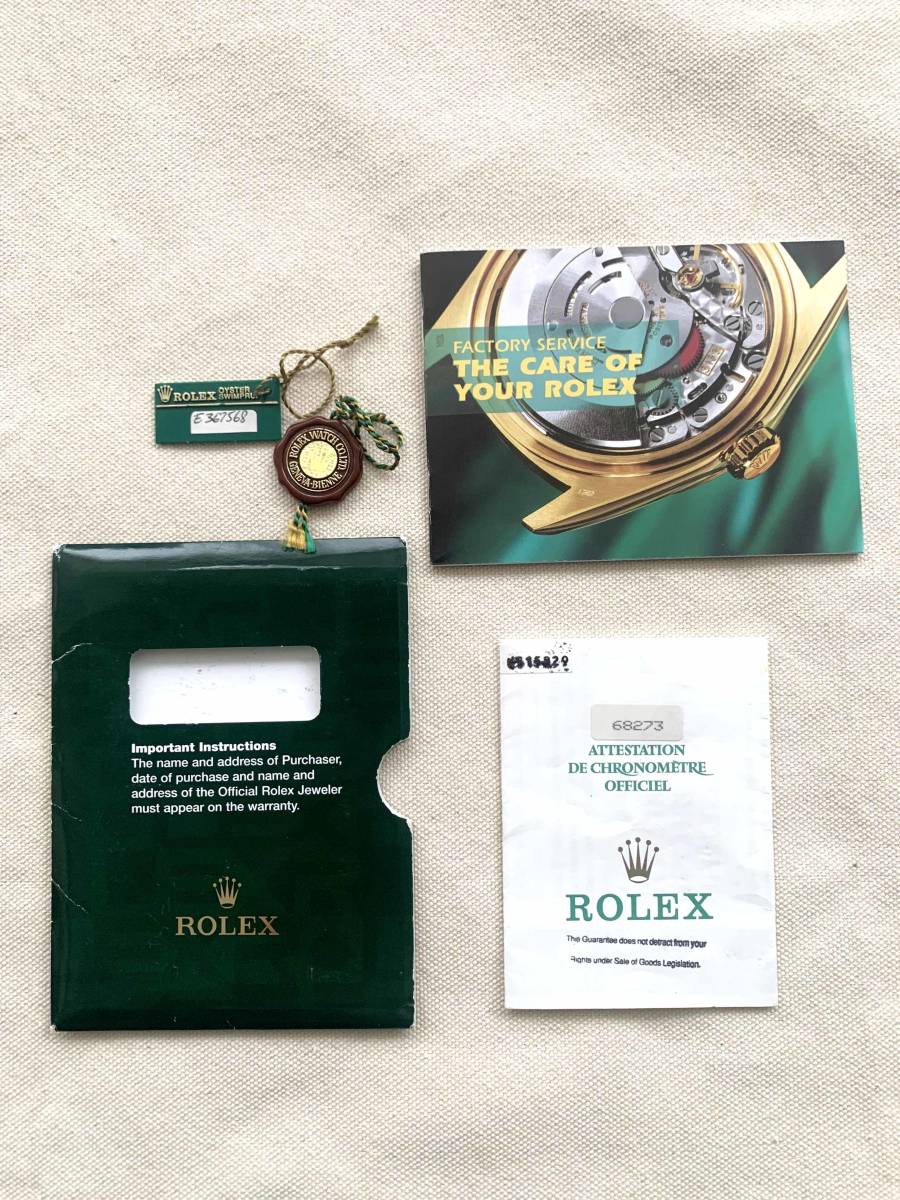 FACTORY SERVICE
THE CARE OF
YOUR ROLEX
ROLEX OYSTER
E367568
ROLEX WATCH CO. LTD.
GENEVA-BIENNE
Important Instructions
The name and address of Purchaser,
date of purchase and name and
address of the Official Rolex Jeweler
must appear on the warranty.
ROLEX
68273
ATTESTATION
DE CHRONOMÈTRE
OFFICIEL
ROLEX
This Guarantee does not detract from your
Rights under Sale of Goods Legislation.